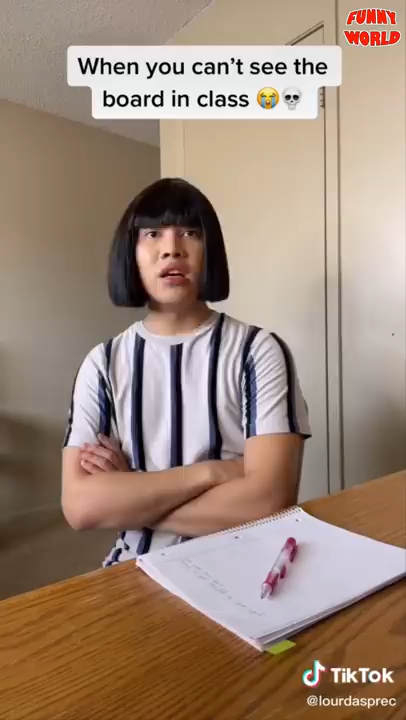 FUNNY
WORLD
When you can't see the
board in class 😭💀
TikTok
@lourdasprec